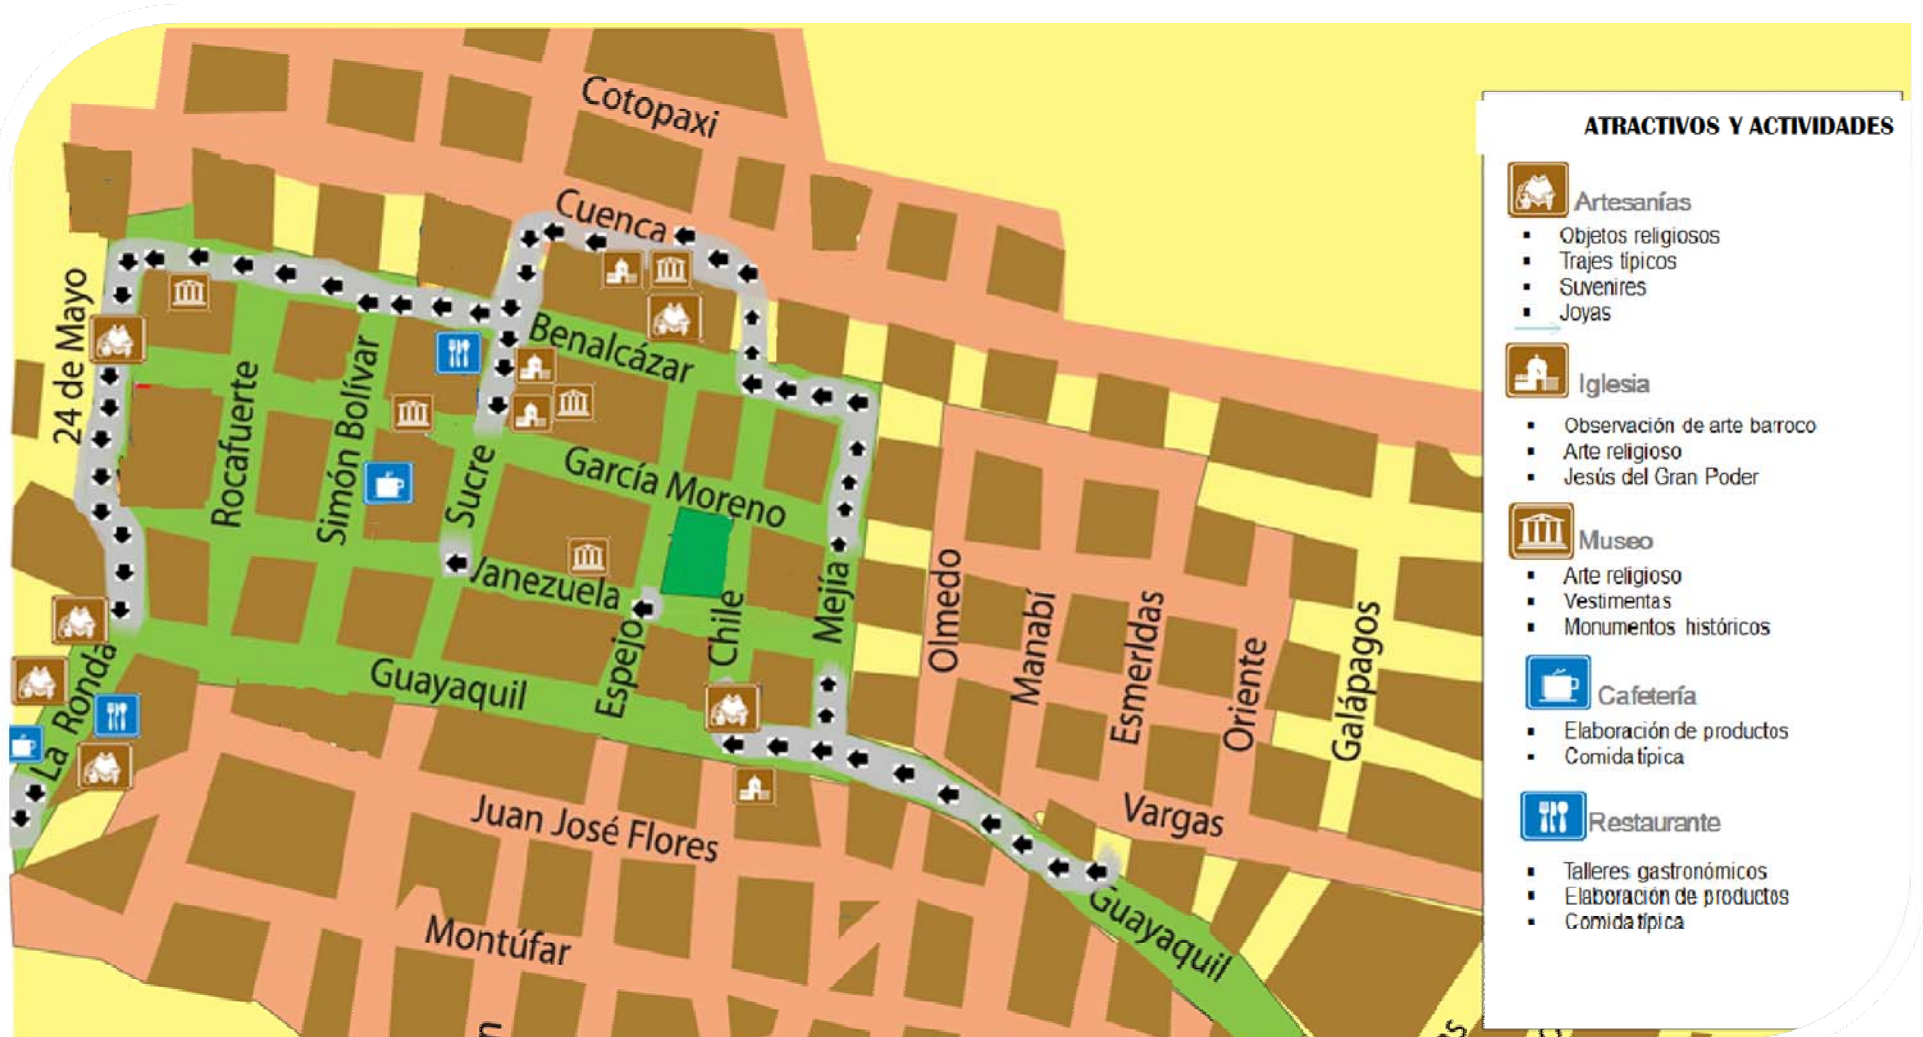 Cotopaxi
Cuenca
24 de Mayo
Benalcázar
Rocafuerte
Simón Bolívar
Sucre
García Moreno
Vanezuela
Espejo
Chile
Mejía
Olmedo
Manabí
Esmerldas
Oriente
Galápagos
La Ronda
Guayaquil
Juan José Flores
Vargas
Montúfar
Guayaquil
ATRACTIVOS Y ACTIVIDADES
Artesanías
▪ Objetos religiosos
▪ Trajes típicos
▪ Suvenires
▪ Joyas
Iglesia
▪ Observación de arte barroco
▪ Arte religioso
▪ Jesús del Gran Poder
Museo
▪ Arte religioso
▪ Vestimentas
▪ Monumentos históricos
Cafetería
▪ Elaboración de productos
▪ Comida típica
Restaurante
▪ Talleres gastronómicos
▪ Elaboración de productos
▪ Comida típica